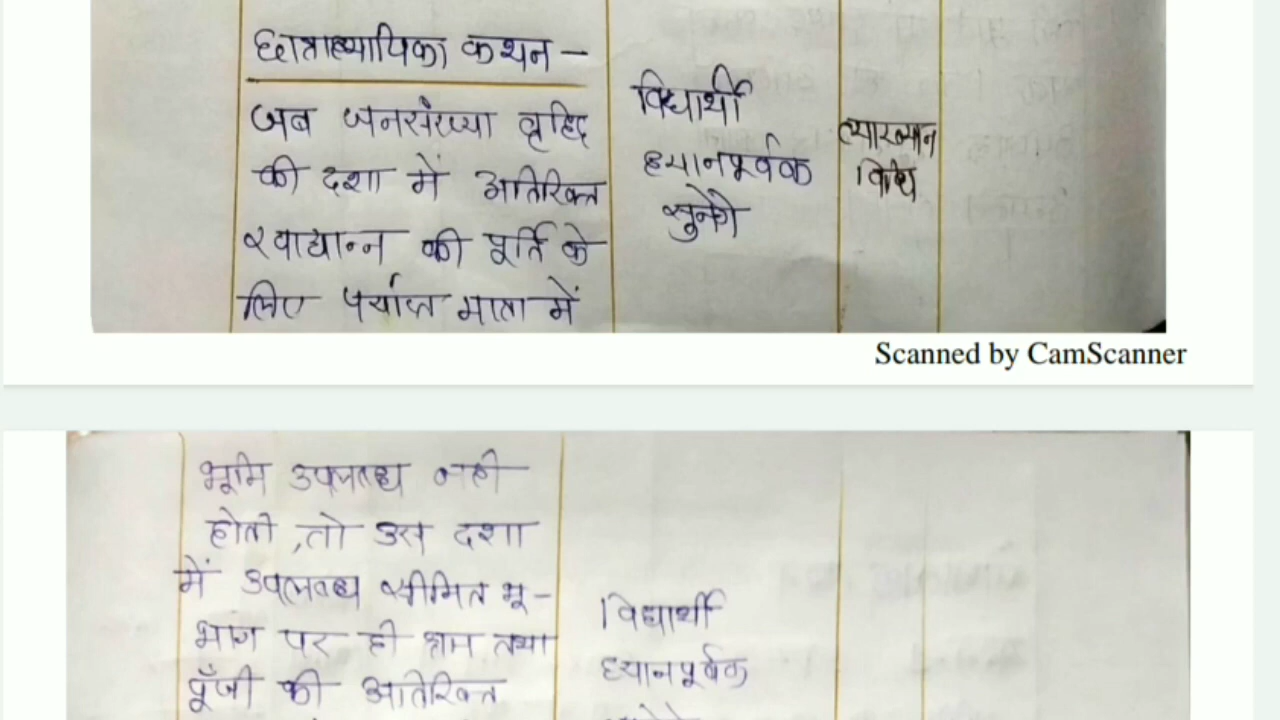 छात्राध्यापिका कथन -
जब जनसंख्या वृद्धि
की दशा में अतिरिक्त
खाद्यान्न की पूर्ति के
लिए पर्याप्त मात्रा में
विद्यार्थी
ध्यानपूर्वक
सुनेंगे
व्याख्यान
विधि
Scanned by CamScanner
भूमि उपलब्ध नही
होती ,तो उस दशा
में उपलब्ध सीमित भू-
भाग पर ही श्रम तथा
पूँजी की अतिरिक्त
विद्यार्थी
ध्यानपूर्वक